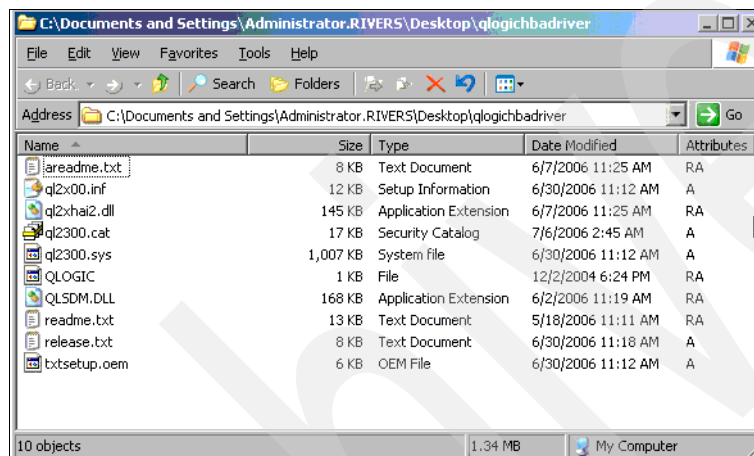 C:\Documents and Settings\Administrator.RIVERS\Desktop\qlogichbadriver
File Edit View Favorites Tools Help
Back Search Folders
Address C:\Documents and Settings\Administrator.RIVERS\Desktop\qlogichbadriver Go
Name Size Type Date Modified Attributes
areadme.txt 8 KB Text Document 6/7/2006 11:25 AM RA
ql2x00.inf 12 KB Setup Information 6/30/2006 11:12 AM A
ql2xhai2.dll 145 KB Application Extension 6/7/2006 11:25 AM RA
ql2300.cat 17 KB Security Catalog 7/6/2006 2:45 AM A
ql2300.sys 1,007 KB System file 6/30/2006 11:12 AM A
QLOGIC 1 KB File 12/2/2004 6:24 PM RA
QLSDM.DLL 168 KB Application Extension 6/2/2006 11:19 AM RA
readme.txt 13 KB Text Document 5/18/2006 11:11 AM RA
release.txt 8 KB Text Document 6/30/2006 11:18 AM A
txtsetup.oem 6 KB OEM File 6/30/2006 11:12 AM A
10 objects 1.34 MB My Computer